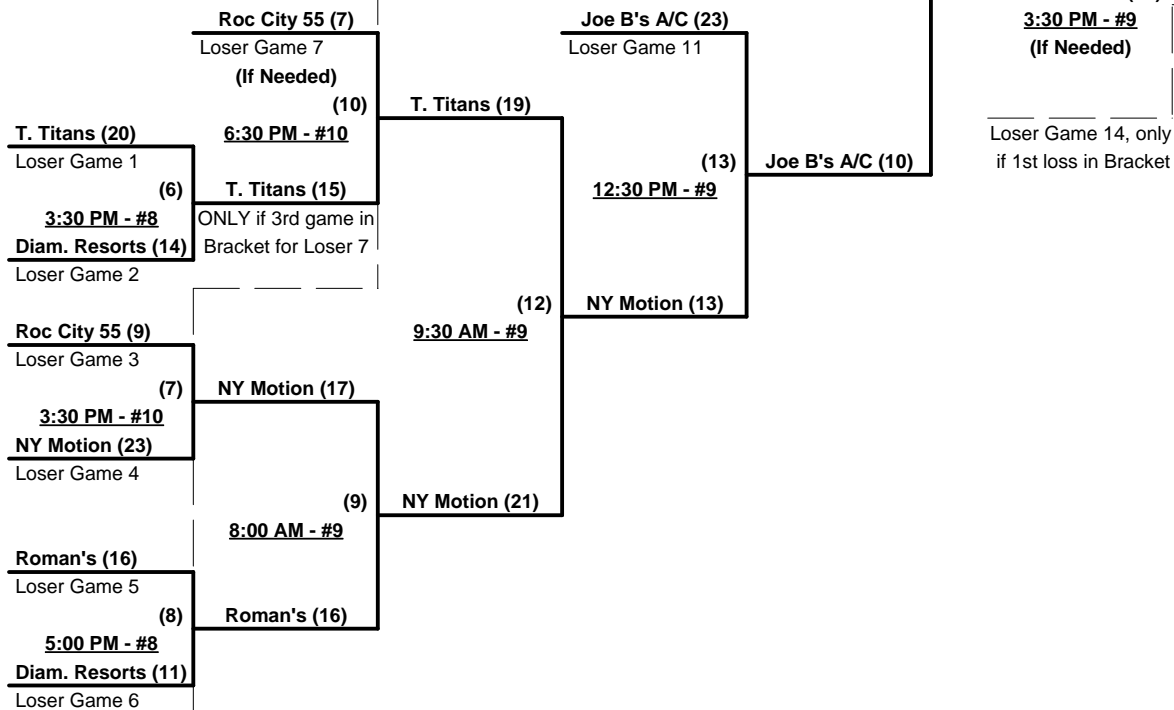 Roc City 55 (7)
Loser Game 7
(If Needed)
(10)
6:30 PM - #10
Joe B's A/C (23)
Loser Game 11
3:30 PM - #9
(If Needed)
T. Titans (19)
T. Titans (20)
Loser Game 1
(6)
3:30 PM - #8
Diam. Resorts (14)
Loser Game 2
T. Titans (15)
ONLY if 3rd game in
Bracket for Loser 7
(13)
12:30 PM - #9
Joe B's A/C (10)
Loser Game 14, only
if 1st loss in Bracket
(12)
9:30 AM - #9
NY Motion (13)
Roc City 55 (9)
Loser Game 3
(7)
3:30 PM - #10
NY Motion (23)
Loser Game 4
NY Motion (17)
(9)
8:00 AM - #9
NY Motion (21)
Roman's (16)
Loser Game 5
(8)
5:00 PM - #8
Diam. Resorts (11)
Loser Game 6
Roman's (16)